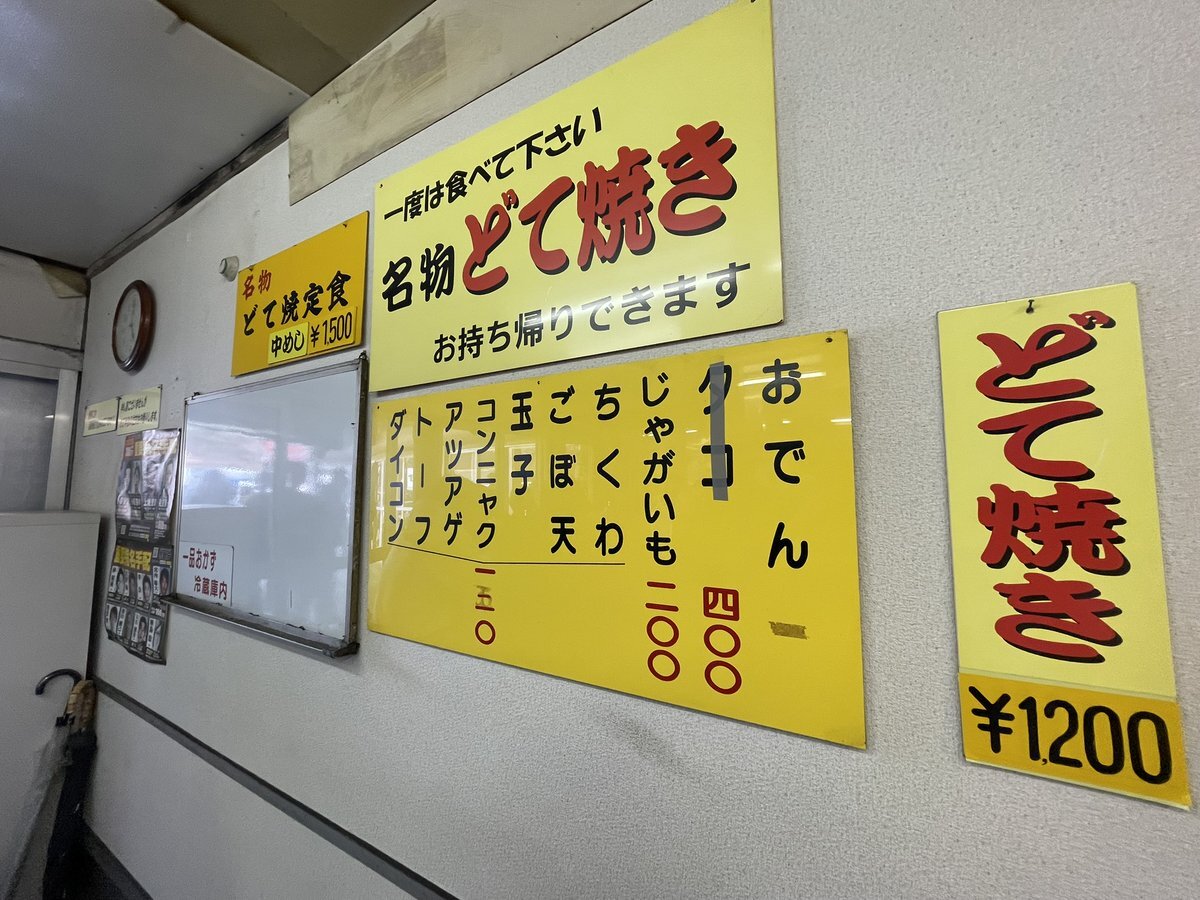 一度は食べて下さい
名物 どて焼き
お持ち帰りできます
名物
どて焼定食
中めし ¥1,500
おでん
タコ 四〇〇
じゃがいも 二〇〇
ちくわ
ごぼ天
玉子
コンニャク 一五〇
アツアゲ
トーフ
ダイコン
どて焼き
¥1,200
一品おかず
冷蔵庫内